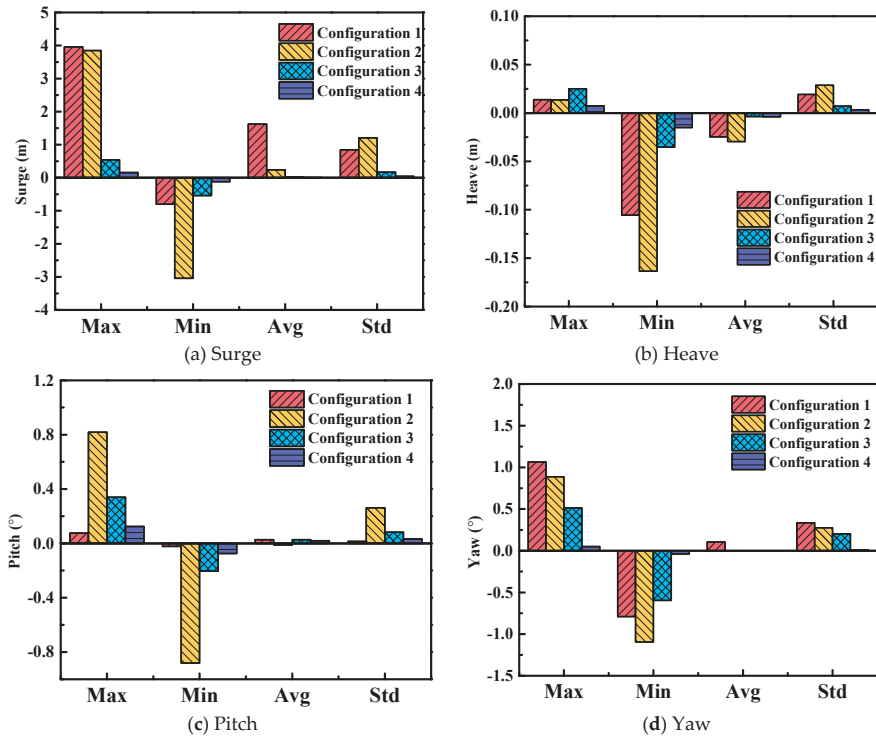 5
4
3
2
1
0
-1
-2
-3
-4
Surge (m)
Configuration 1
Configuration 2
Configuration 3
Configuration 4
Max Min Avg Std
(a) Surge
0.10
0.05
0.00
-0.05
-0.10
-0.15
-0.20
Heave (m)
Configuration 1
Configuration 2
Configuration 3
Configuration 4
Max Min Avg Std
(b) Heave
1.2
0.8
0.4
0.0
-0.4
-0.8
Pitch (°)
Configuration 1
Configuration 2
Configuration 3
Configuration 4
Max Min Avg Std
(c) Pitch
2.0
1.5
1.0
0.5
0.0
-0.5
-1.0
-1.5
Yaw (°)
Configuration 1
Configuration 2
Configuration 3
Configuration 4
Max Min Avg Std
(d) Yaw